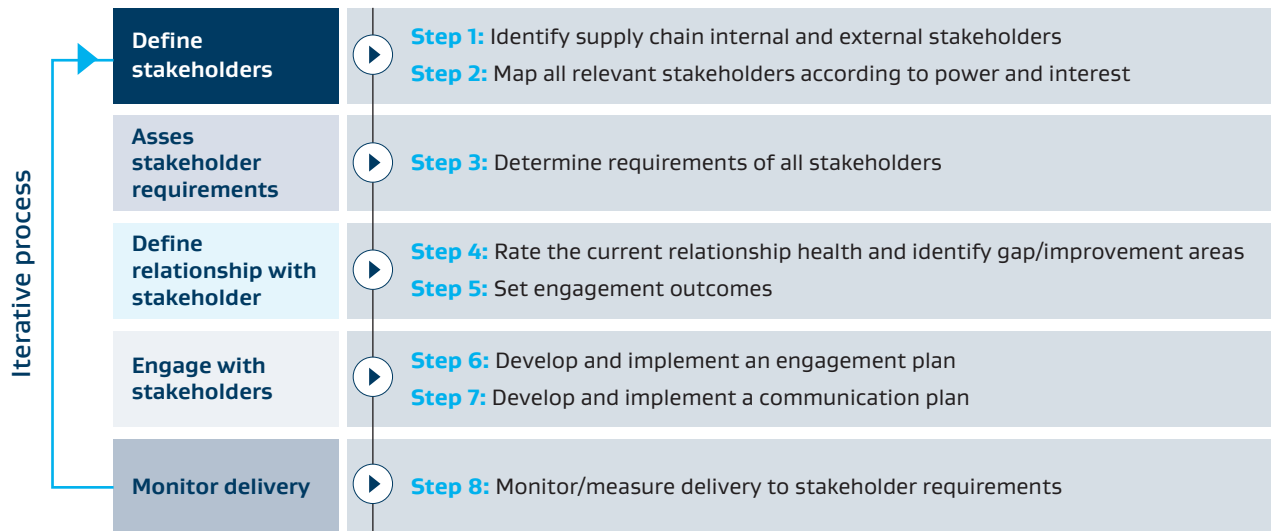 Iterative process
Define
stakeholders
Step 1: Identify supply chain internal and external stakeholders
Step 2: Map all relevant stakeholders according to power and interest
Asses
stakeholder
requirements
Step 3: Determine requirements of all stakeholders
Define
relationship with
stakeholder
Step 4: Rate the current relationship health and identify gap/improvement areas
Step 5: Set engagement outcomes
Engage with
stakeholders
Step 6: Develop and implement an engagement plan
Step 7: Develop and implement a communication plan
Monitor delivery
Step 8: Monitor/measure delivery to stakeholder requirements